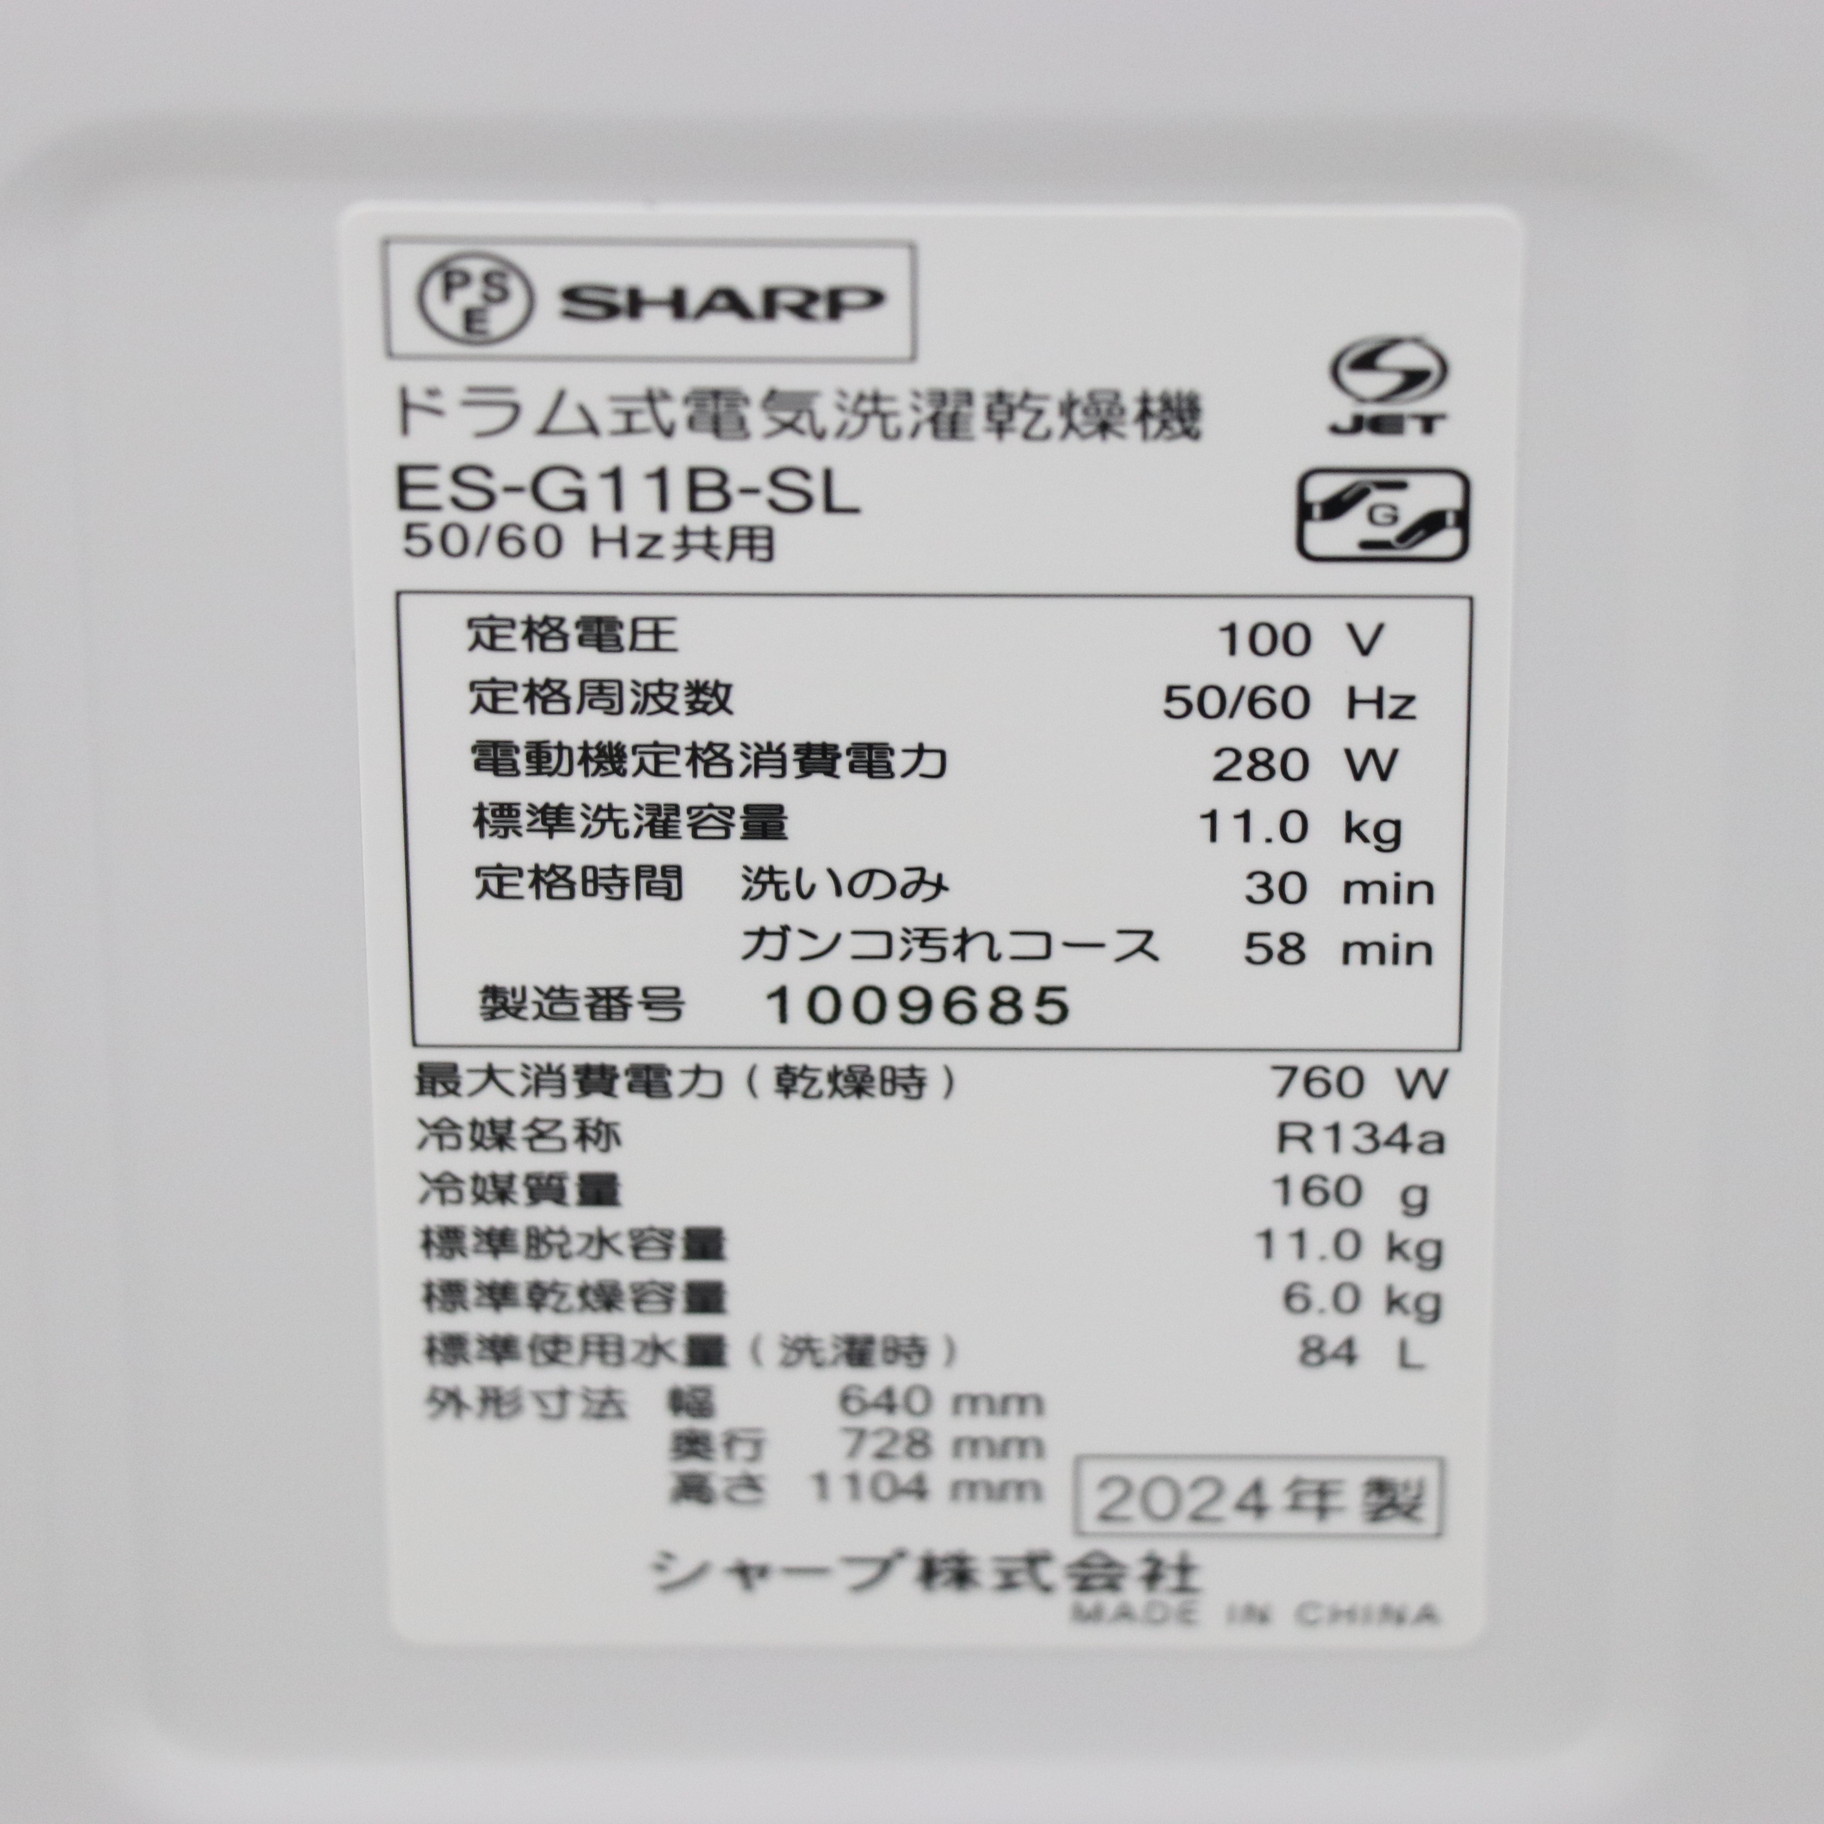 PSE SHARP
ドラム式電気洗濯乾燥機
JET
ES-G11B-SL
G
50/60 Hz共用
定格電圧 100 V
定格周波数 50/60 Hz
電動機定格消費電力 280 W
標準洗濯容量 11.0 kg
定格時間 洗いのみ 30 min
ガンコ汚れコース 58 min
製造番号 1009685
最大消費電力(乾燥時) 760 W
冷媒名称 R134a
冷媒質量 160 g
標準脱水容量 11.0 kg
標準乾燥容量 6.0 kg
標準使用水量(洗濯時) 84 L
外形寸法 幅 640 mm
奥行 728 mm
高さ 1104 mm
2024年製
シャープ株式会社
MADE IN CHINA